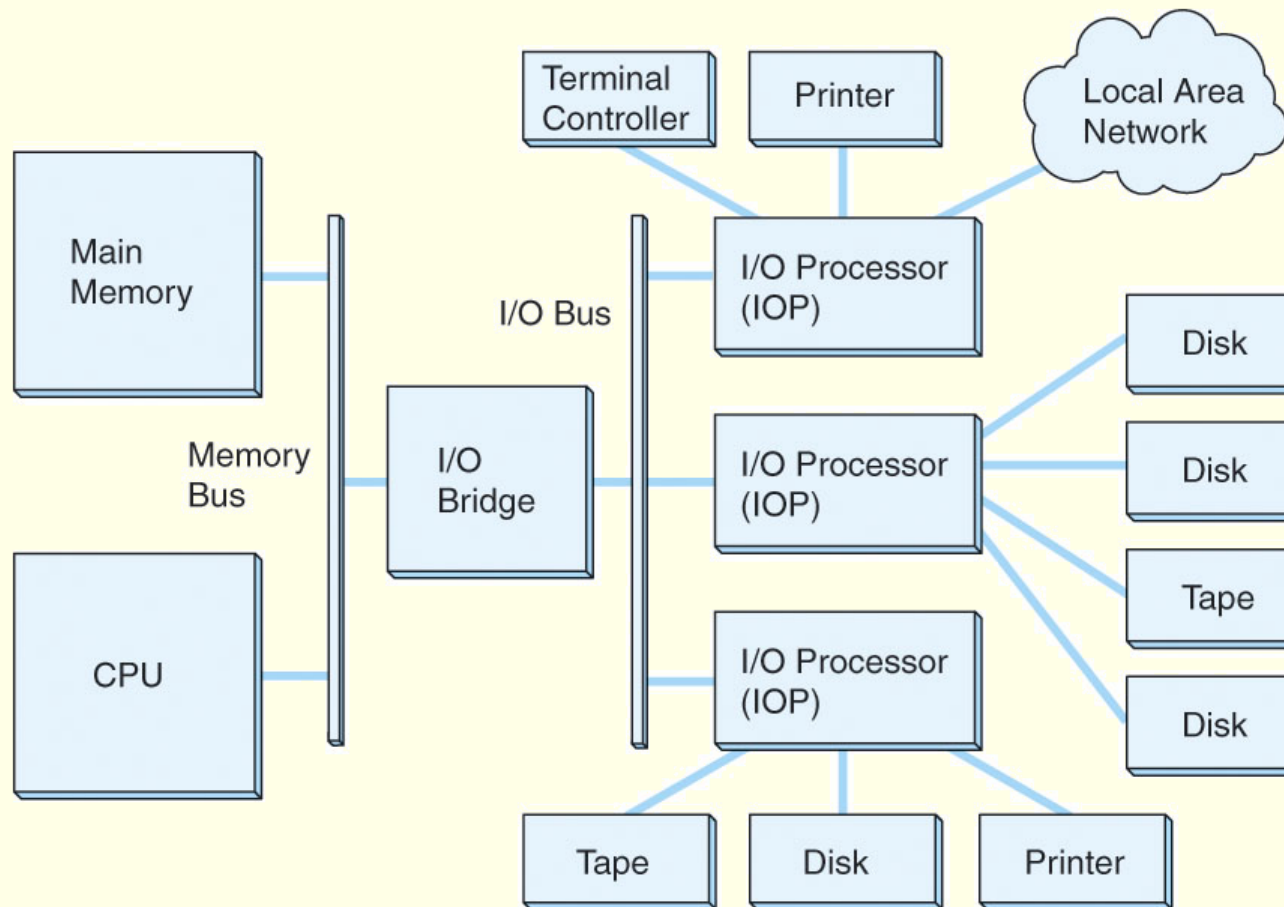 Terminal
Controller
Printer
Local Area
Network
Main
Memory
I/O Bus
I/O Processor
(IOP)
Disk
Memory
Bus
I/O
Bridge
I/O Processor
(IOP)
Disk
Tape
CPU
I/O Processor
(IOP)
Disk
Tape
Disk
Printer